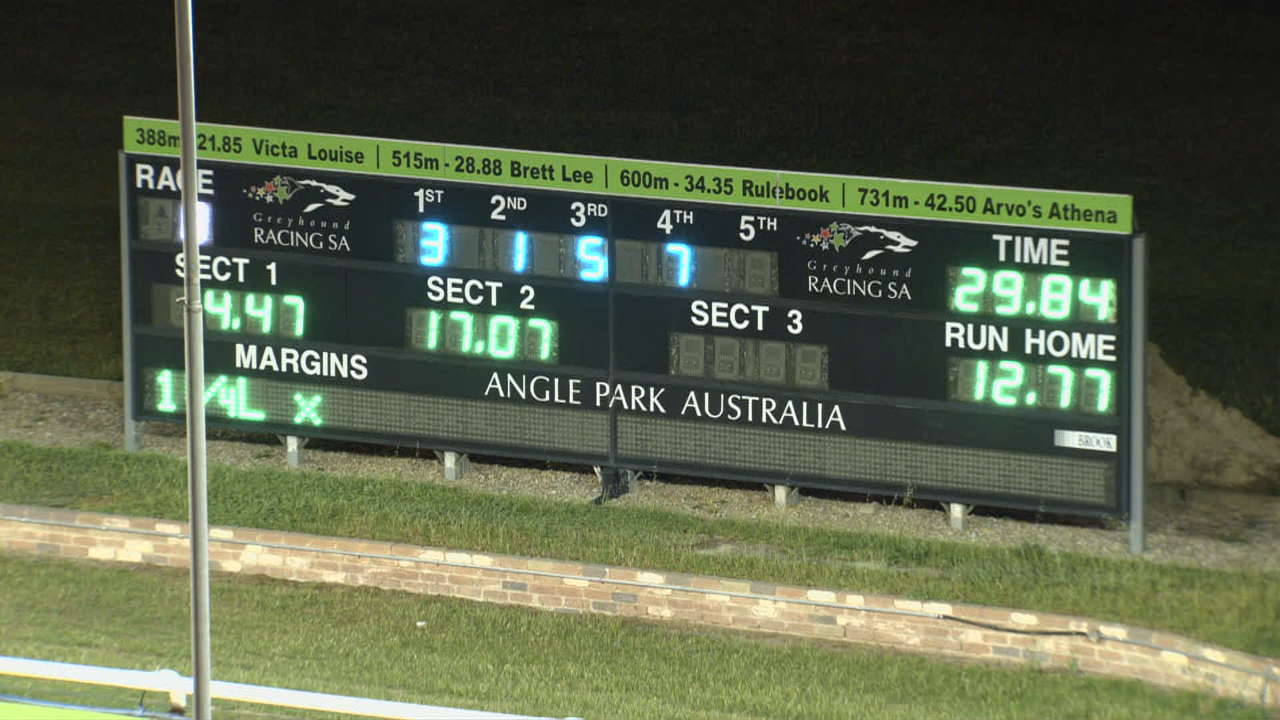 388m 21.85 Victa Louise | 515m - 28.88 Brett Lee | 600m - 34.35 Rulebook | 731m - 42.50 Arvo's Athena
RACE
Greyhound
RACING SA
1ST 2ND 3RD 4TH 5TH
3 1 5 7
Greyhound
RACING SA
TIME
29.84
SECT 1
4.47
SECT 2
17.07
SECT 3
RUN HOME
12.77
MARGINS
1 /4L X
ANGLE PARK AUSTRALIA
BROOK